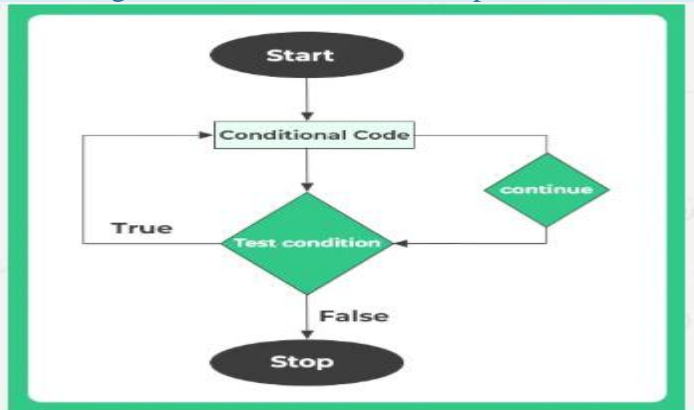 Start
Conditional Code
continue
True
Test condition
False
Stop